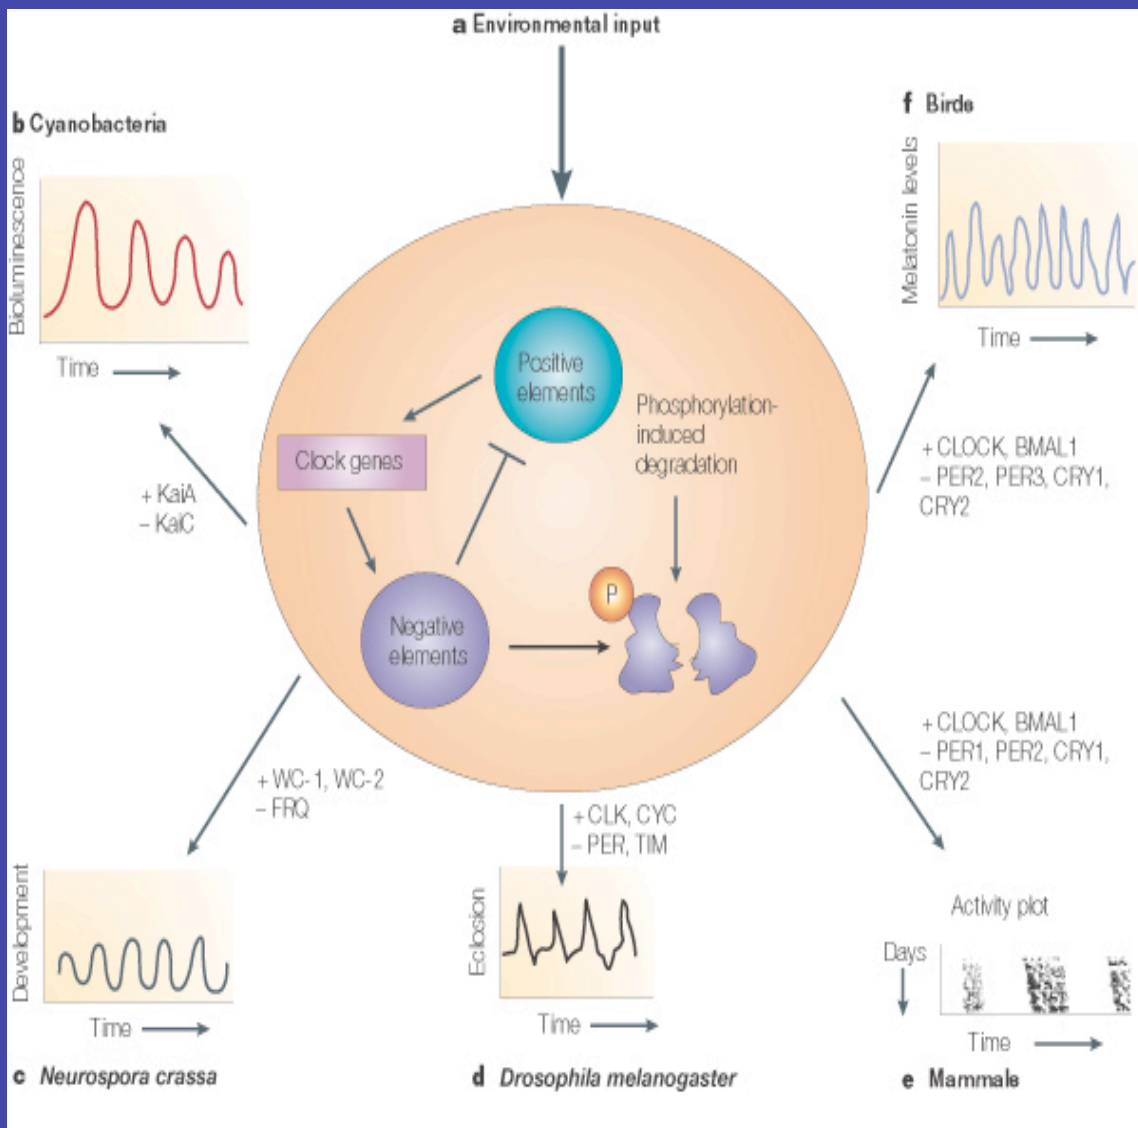 a Environmental input
b Cyanobacteria
Bioluminescence
Time
+ KaiA
– KaiC
f Birds
Melatonin levels
Time
+ CLOCK, BMAL1
– PER2, PER3, CRY1,
CRY2
Positive
elements
Clock genes
Phosphorylation-
induced
degradation
P
Negative
elements
+ WC-1, WC-2
– FRQ
Development
Time
c Neurospora crassa
+ CLK, CYC
– PER, TIM
Eclosion
Time
d Drosophila melanogaster
+ CLOCK, BMAL1
– PER1, PER2, CRY1,
CRY2
Activity plot
Days
Time
e Mammals